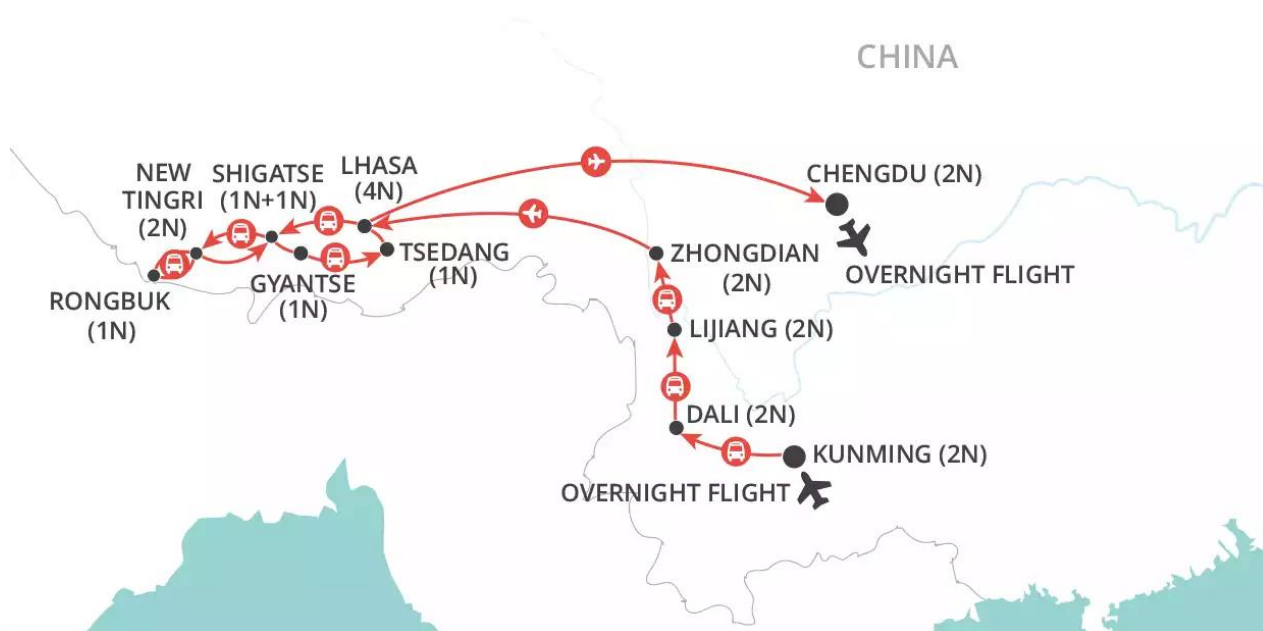 CHINA
NEW
TINGRI
(2N)
SHIGATSE
(1N+1N)
LHASA
(4N)
CHENGDU (2N)
OVERNIGHT FLIGHT
TSEDANG
(1N)
ZHONGDIAN
(2N)
GYANTSE
(1N)
RONGBUK
(1N)
LIJIANG (2N)
DALI (2N)
KUNMING (2N)
OVERNIGHT FLIGHT